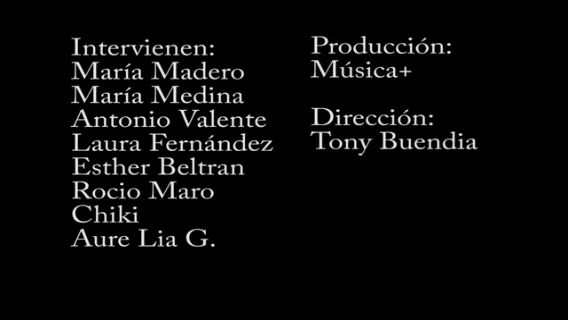 Intervienen:
María Madero
María Medina
Antonio Valente
Laura Fernández
Esther Beltran
Rocio Maro
Chiki
Aure Lia G.
Producción:
Música+
Dirección:
Tony Buendia